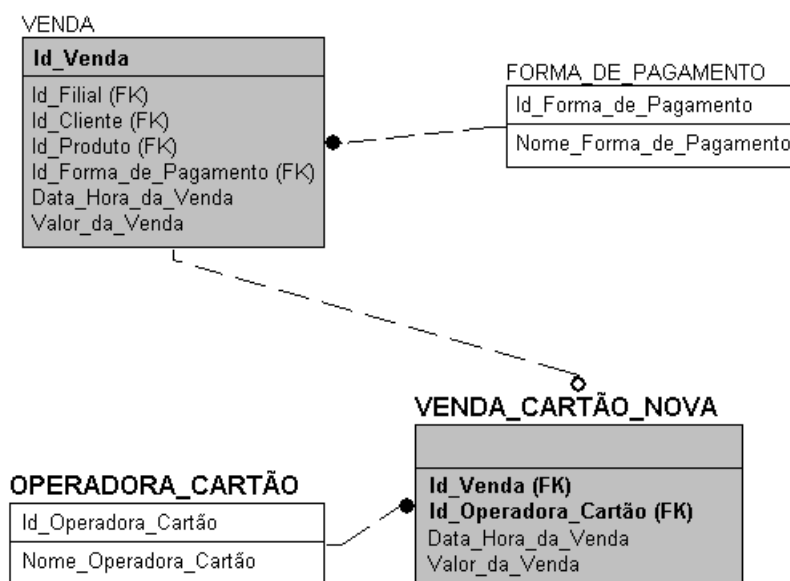 VENDA
Id_Venda
Id_Filial (FK)
Id_Cliente (FK)
Id_Produto (FK)
Id_Forma_de_Pagamento (FK)
Data_Hora_da_Venda
Valor_da_Venda
FORMA_DE_PAGAMENTO
Id_Forma_de_Pagamento
Nome_Forma_de_Pagamento
VENDA_CARTÃO_NOVA
Id_Venda (FK)
Id_Operadora_Cartão (FK)
Data_Hora_da_Venda
Valor_da_Venda
OPERADORA_CARTÃO
Id_Operadora_Cartão
Nome_Operadora_Cartão